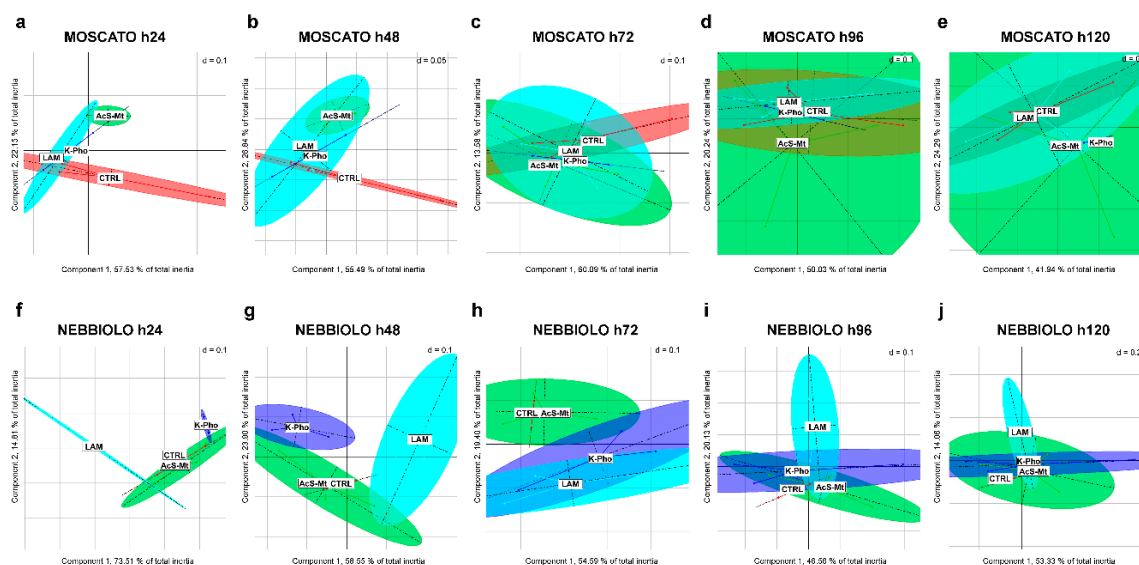 a
MOSCATO h24
d = 0.1
Component 2, 22.15 % of total inertia
AcS-Mt
K-Pho
LAM
CTRL
Component 1, 57.53 % of total inertia
b
MOSCATO h48
d = 0.05
Component 2, 26.84 % of total inertia
AcS-Mt
LAM
K-Pho
CTRL
Component 1, 55.49 % of total inertia
c
MOSCATO h72
d = 0.1
Component 2, 13.58 % of total inertia
CTRL
LAM
AcS-Mt
K-Pho
Component 1, 60.09 % of total inertia
d
MOSCATO h96
d = 0.1
Component 2, 20.24 % of total inertia
LAM
K-Pho
AcS-Mt
Component 1, 50.03 % of total inertia
e
MOSCATO h120
Component 2, 24.29 % of total inertia
CTRL
LAM
AcS-Mt
K-Pho
Component 1, 41.94 % of total inertia
f
NEBBIOLO h24
d = 0.1
Component 2, 14.81 % of total inertia
K-Pho
LAM
CTRL
AcS-Mt
Component 1, 73.51 % of total inertia
g
NEBBIOLO h48
d = 0.1
Component 2, 23.90 % of total inertia
K-Pho
LAM
AcS-Mt CTRL
Component 1, 58.55 % of total inertia
h
NEBBIOLO h72
d = 0.1
Component 2, 19.40 % of total inertia
CTRL AcS-Mt
K-Pho
LAM
Component 1, 54.59 % of total inertia
i
NEBBIOLO h96
d = 0.1
Component 2, 20.13 % of total inertia
LAM
K-Pho
CTRL
AcS-Mt
Component 1, 46.56 % of total inertia
j
NEBBIOLO h120
d = 0.2
Component 2, 14.06 % of total inertia
LAM
K-Pho
AcS-Mt
CTRL
Component 1, 53.33 % of total inertia